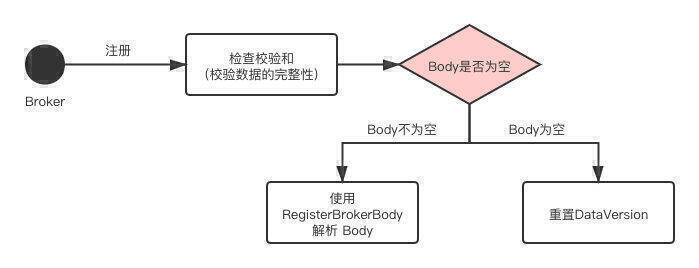 注册
Broker
检查校验和
(校验数据的完整性)
Body是否为空
Body不为空
Body为空
使用
RegisterBrokerBody
解析 Body
重置DataVersion